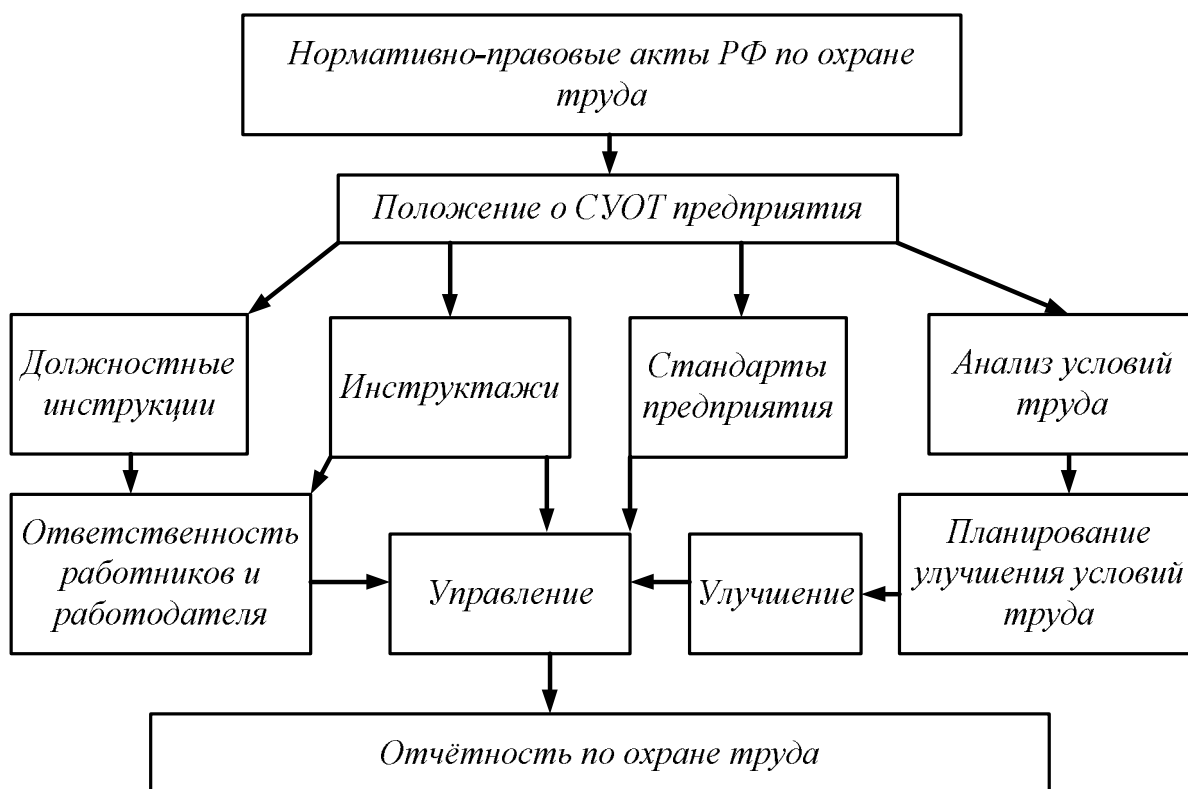 Нормативно-правовые акты РФ по охране
труда
Положение о СУОТ предприятия
Должностные
инструкции
Инструктажи
Стандарты
предприятия
Анализ условий
труда
Ответственность
работников и
работодателя
Управление
Улучшение
Планирование
улучшения условий
труда
Отчётность по охране труда